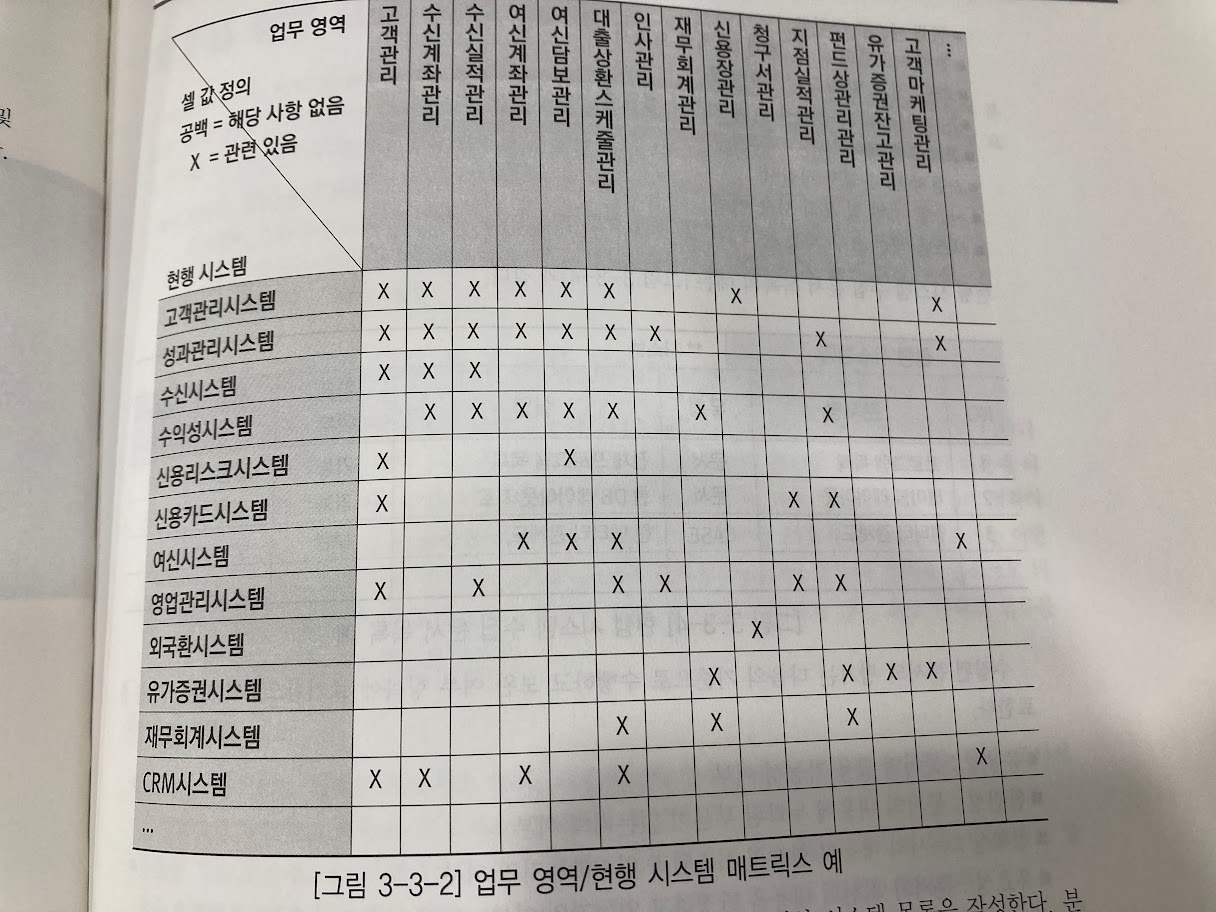 업무 영역
셀 값 정의
공백 = 해당 사항 없음
X = 관련 있음
현행 시스템
고객관리
수신계좌관리
수신실적관리
여신계좌관리
여신담보관리
대출상환스케줄관리
인사관리
재무회계관리
신용장관리
청구서관리
지점실적관리
펀드상관리관리
유가증권잔고관리
고객마케팅관리
...
고객관리시스템 X X X X X X X X
성과관리시스템 X X X X X X X X X
수신시스템 X X X
수익성시스템 X X X X X X X
신용리스크시스템 X X
신용카드시스템 X X X
여신시스템 X X X X
영업관리시스템 X X X X X X
외국환시스템 X
유가증권시스템 X X X X
재무회계시스템 X X X
CRM시스템 X X X X X
...
[그림 3-3-2] 업무 영역/현행 시스템 매트릭스 예
작성한다. 분